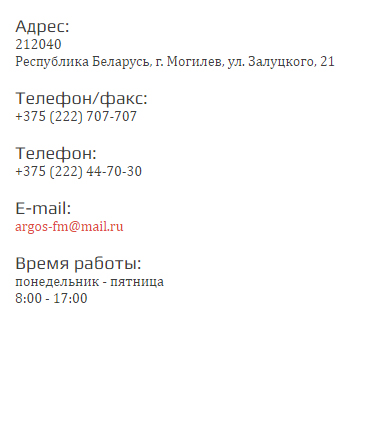 Адрес:
212040
Республика Беларусь, г. Могилев, ул. Залуцкого, 21
Телефон/факс:
+375 (222) 707-707
Телефон:
+375 (222) 44-70-30
E-mail:
argos-fm@mail.ru
Время работы:
понедельник - пятница
8:00 - 17:00